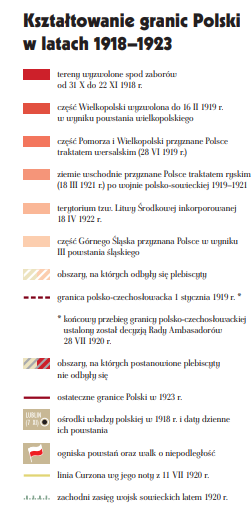 Kształtowanie granic Polski
w latach 1918–1923
tereny wyzwolone spod zaborów
od 31 X do 22 XI 1918 r.
część Wielkopolski wyzwolona do 16 II 1919 r.
w wyniku powstania wielkopolskiego
część Pomorza i Wielkopolski przyznane Polsce
traktatem wersalskim (28 VI 1919 r.)
ziemie wschodnie przyznane Polsce traktatem ryskim
(18 III 1921 r.) po wojnie polsko-sowieckiej 1919–1921
terytorium tzw. Litwy Środkowej inkorporowanej
18 IV 1922 r.
część Górnego Śląska przyznana Polsce w wyniku
III powstania śląskiego
obszary, na których odbyły się plebiscyty
granica polsko-czechosłowacka 1 stycznia 1919 r. *
* końcowy przebieg granicy polsko-czechosłowackiej
ustalony został decyzją Rady Ambasadorów
28 VII 1920 r.
obszary, na których postanowione plebiscyty
nie odbyły się
ostateczne granice Polski w 1923 r.
LUBLIN
(7 XI)
ośrodki władzy polskiej w 1918 r. i daty dzienne
ich powstania
ogniska powstań oraz walk o niepodległość
linia Curzona wg jego noty z 11 VII 1920 r.
zachodni zasięg wojsk sowieckich latem 1920 r.